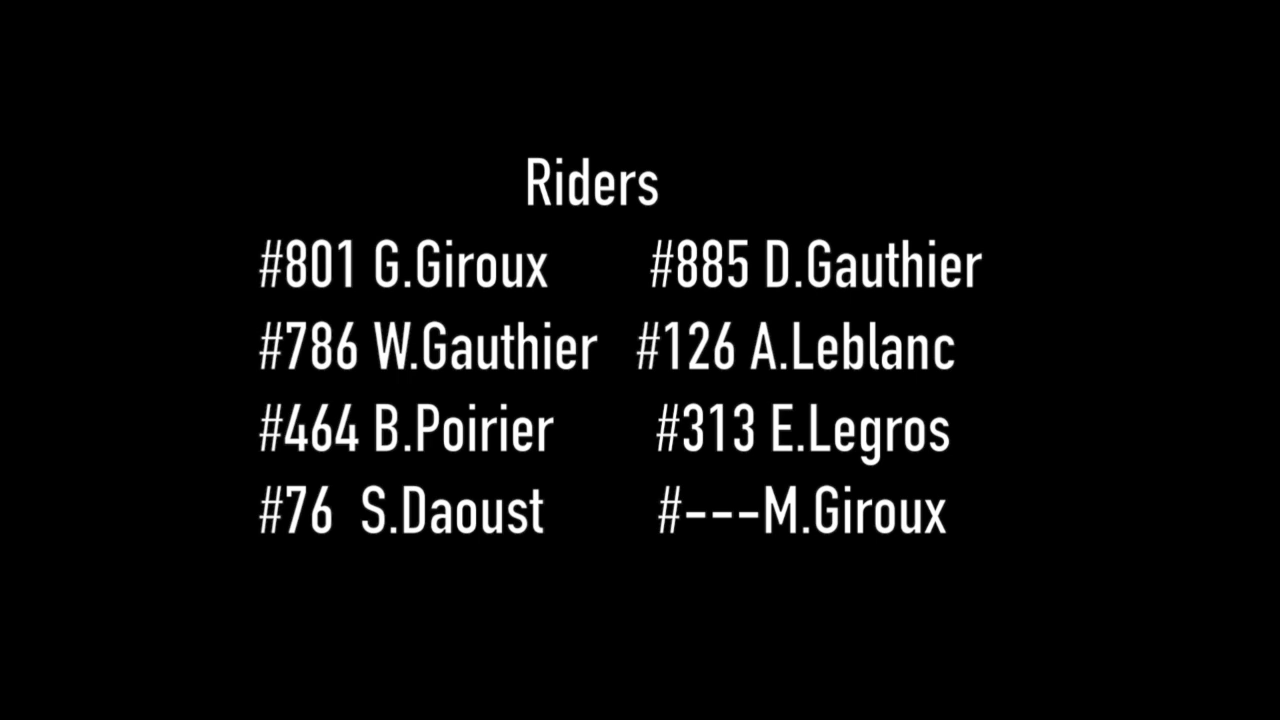 Riders
#801 G.Giroux #885 D.Gauthier
#786 W.Gauthier #126 A.Leblanc
#464 B.Poirier #313 E.Legros
#76 S.Daoust #---M.Giroux